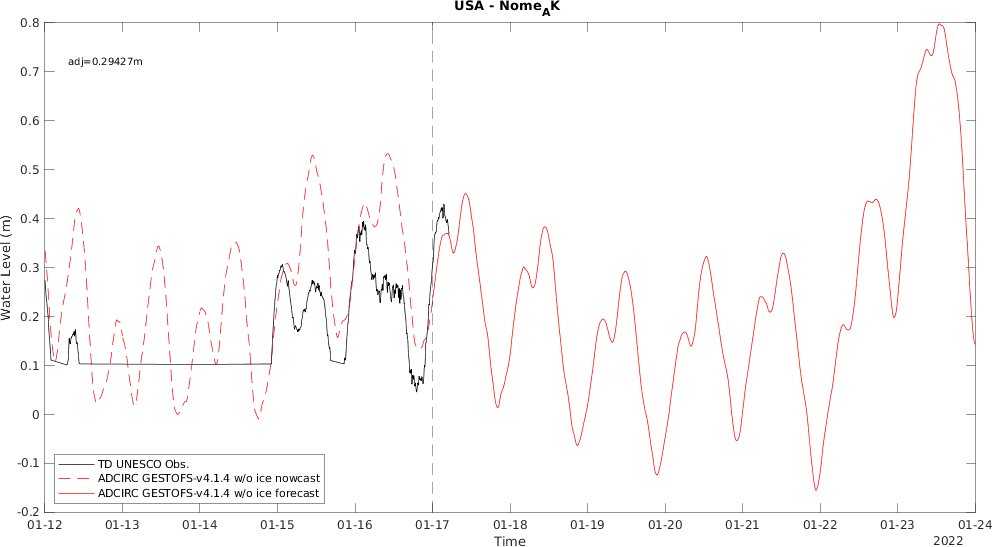 USA - Nome_AK
adj=0.29427m
0.8
0.7
0.6
0.5
0.4
0.3
0.2
0.1
0
-0.1
-0.2
Water Level (m)
TD UNESCO Obs.
ADCIRC GESTOFS-v4.1.4 w/o ice nowcast
ADCIRC GESTOFS-v4.1.4 w/o ice forecast
01-12 01-13 01-14 01-15 01-16 01-17 01-18 01-19 01-20 01-21 01-22 01-23 01-24
Time
2022